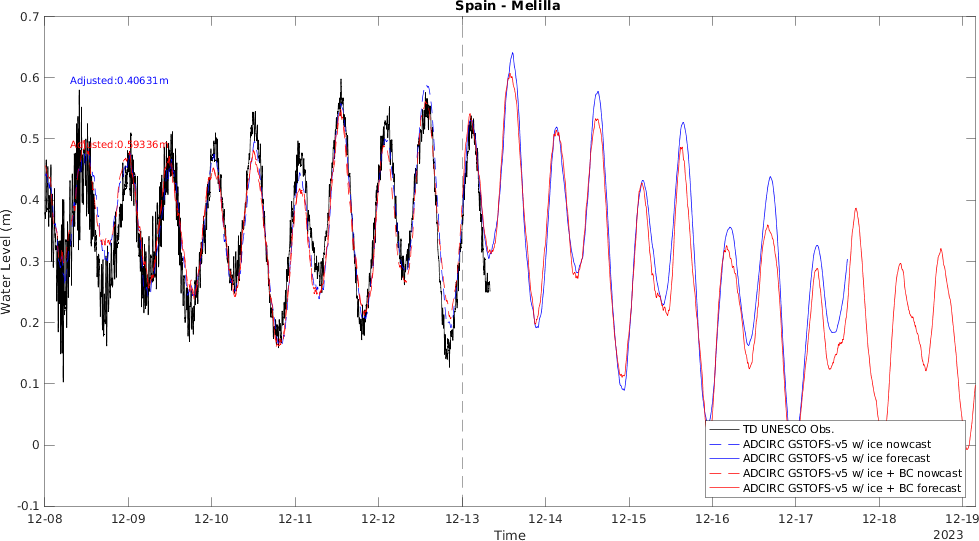 Spain - Melilla
0.7
0.6
0.5
0.4
0.3
0.2
0.1
0
-0.1
Water Level (m)
Adjusted:0.40631m
Adjusted:0.59336m
TD UNESCO Obs.
ADCIRC GSTOFS-v5 w/ ice nowcast
ADCIRC GSTOFS-v5 w/ ice forecast
ADCIRC GSTOFS-v5 w/ ice + BC nowcast
ADCIRC GSTOFS-v5 w/ ice + BC forecast
12-08 12-09 12-10 12-11 12-12 12-13 12-14 12-15 12-16 12-17 12-18 12-19
Time
2023